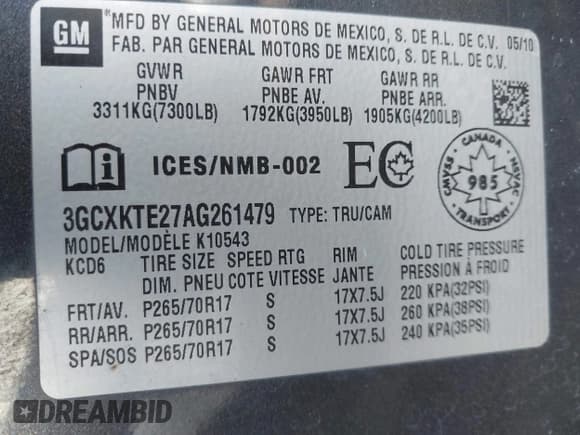 GM
MFD BY GENERAL MOTORS DE MEXICO, S. DE R.L. DE C.V. 05/10
FAB. PAR GENERAL MOTORS DE MEXICO, S. DE R.L. DE C.V.
GVWR GAWR FRT GAWR RR
PNBV PNBE AV. PNBE ARR.
3311KG(7300LB) 1792KG(3950LB) 1905KG(4200LB)
ICES/NMB-002 EC
CANADA
CMVSS NSVAC
985
TRANSPORT
3GCXKTE27AG261479 TYPE: TRU/CAM
MODEL/MODÈLE K10543
KCD6 TIRE SIZE SPEED RTG RIM COLD TIRE PRESSURE
DIM. PNEU COTE VITESSE JANTE PRESSION À FROID
FRT/AV. P265/70R17 S 17X7.5J 220 KPA(32PSI)
RR/ARR. P265/70R17 S 17X7.5J 260 KPA(38PSI)
SPA/SOS P265/70R17 S 17X7.5J 240 KPA(35PSI)
DREAMBID